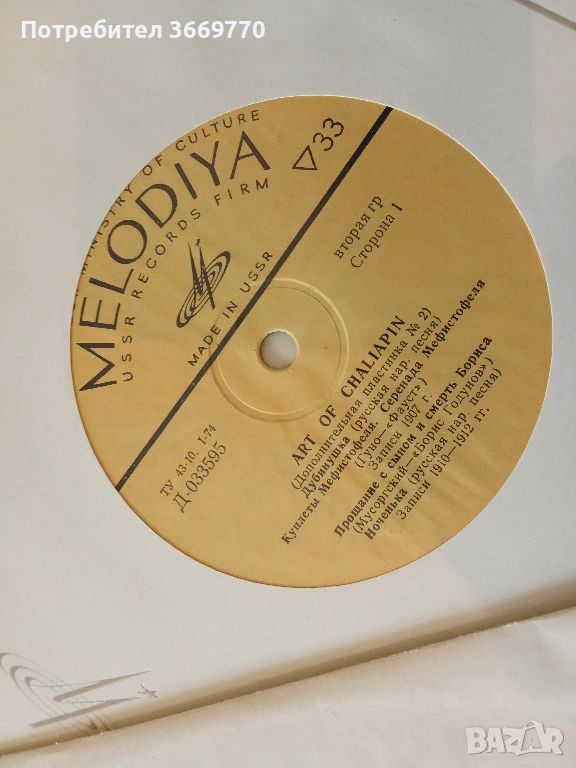 Потребител 3669770
MINISTRY OF CULTURE
MELODIYA
USSR RECORDS FIRM
MADE IN USSR
▽33
вторая гр
Сторона 1
ТУ 43-10. I-74
Д-033595
ART OF CHALIAPIN
(Дополнительная пластинка № 2)
Дубинушка (русская нар. песня)
Куплеты Мефистофеля. Серенада Мефистофеля
(Гуно—«Фауст»)
Записи 1907 г.
Прощание с сыном и смерть Бориса
(Мусоргский—«Борис Годунов»)
Ноченька (русская нар. песня)
Записи 1910—1912 гг.
BAZAR